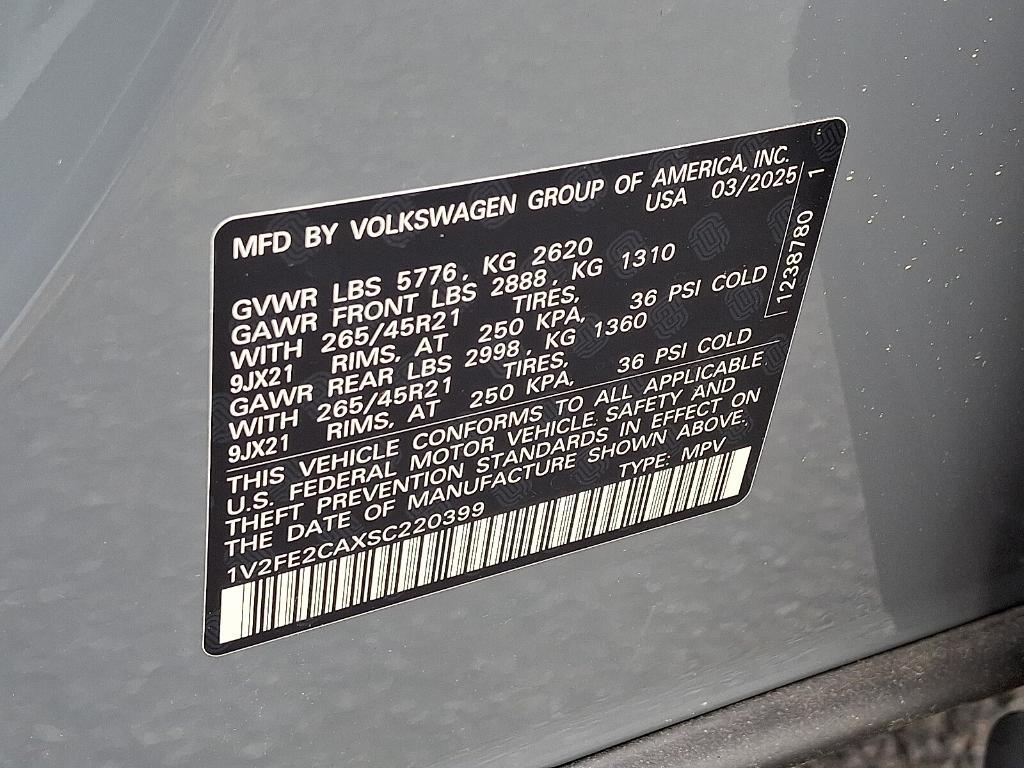 MFD BY VOLKSWAGEN GROUP OF AMERICA, INC.
USA 03/2025
GVWR LBS 5776, KG 2620
GAWR FRONT LBS 2888, KG 1310
WITH 265/45R21 TIRES,
9JX21 RIMS, AT 250 KPA, 36 PSI COLD
GAWR REAR LBS 2998, KG 1360
WITH 265/45R21 TIRES,
9JX21 RIMS, AT 250 KPA, 36 PSI COLD
THIS VEHICLE CONFORMS TO ALL APPLICABLE
U.S. FEDERAL MOTOR VEHICLE SAFETY AND
THEFT PREVENTION STANDARDS IN EFFECT ON
THE DATE OF MANUFACTURE SHOWN ABOVE.
1V2FE2CAXSC220399 TYPE: MPV
1238780 1